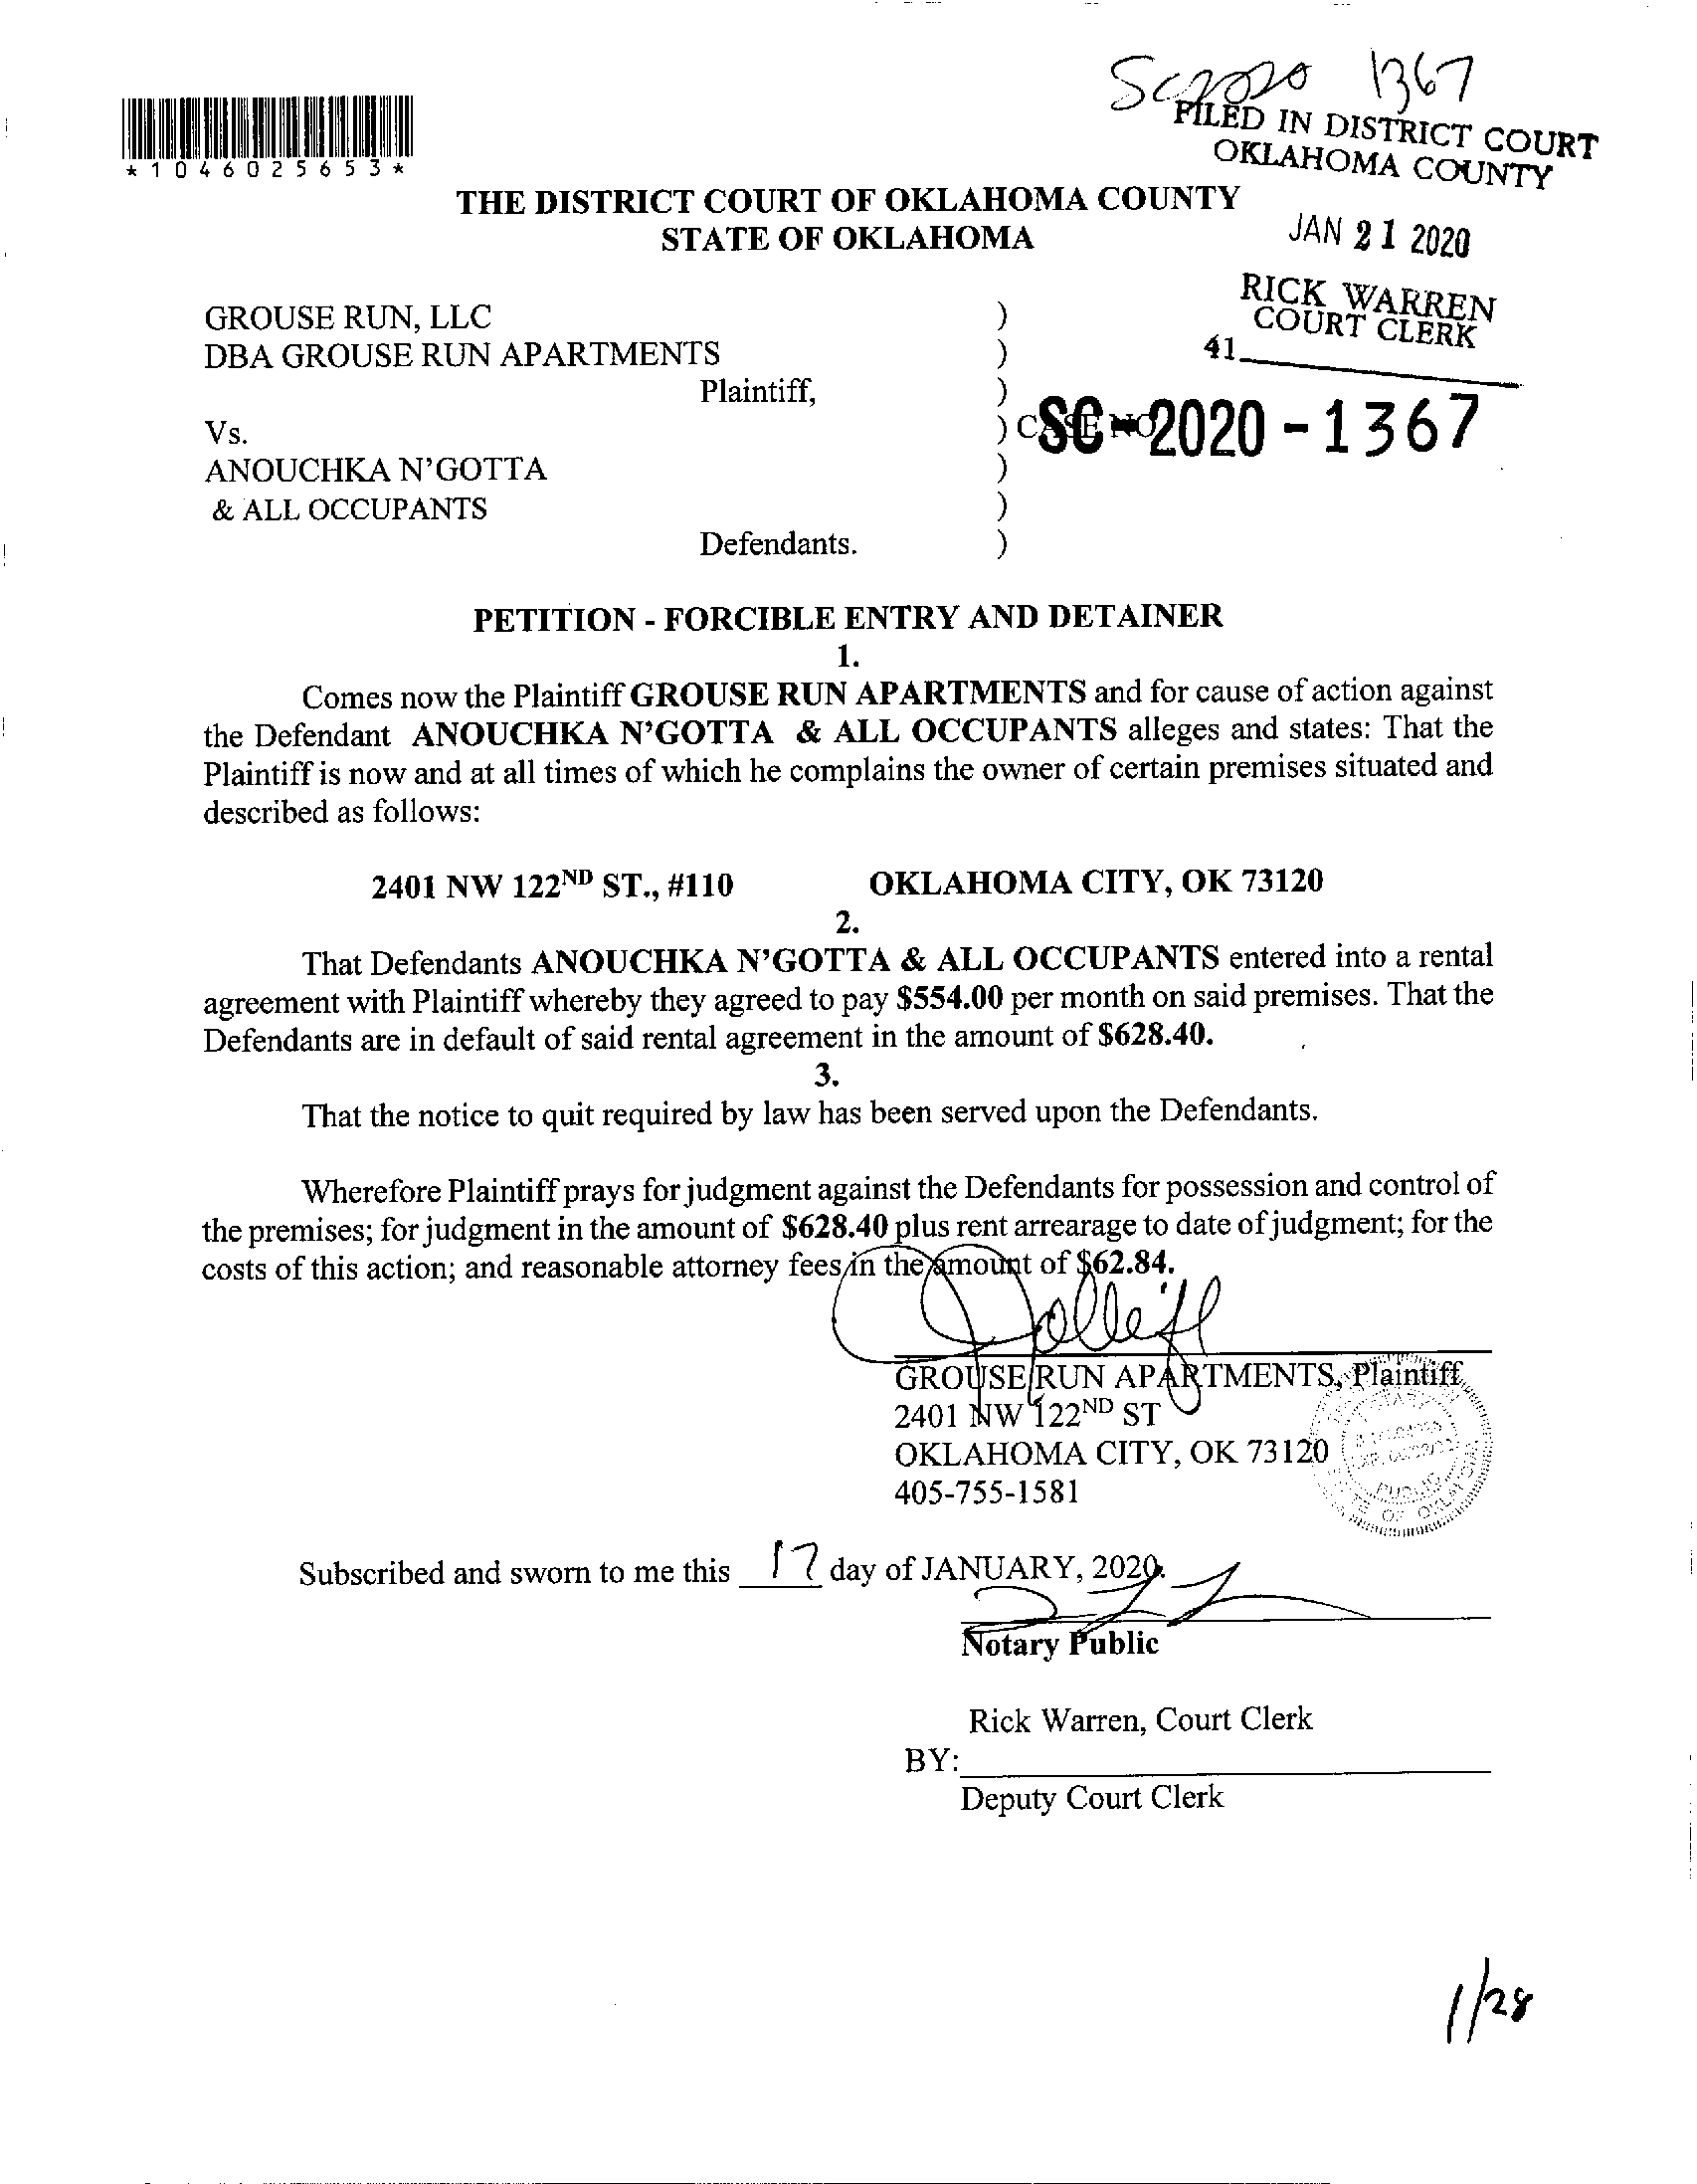 1367
FILED IN DISTRICT COURT
OKLAHOMA COUNTY
*1046025653*
THE DISTRICT COURT OF OKLAHOMA COUNTY
STATE OF OKLAHOMA
JAN 21 2020
RICK WARREN
COURT CLERK
41
GROUSE RUN, LLC )
DBA GROUSE RUN APARTMENTS )
Plaintiff, )
Vs. ) CASE NO SC-2020-1367
ANOUCHKA N'GOTTA )
& ALL OCCUPANTS )
Defendants. )
PETITION - FORCIBLE ENTRY AND DETAINER
1.
Comes now the Plaintiff GROUSE RUN APARTMENTS and for cause of action against
the Defendant ANOUCHKA N'GOTTA & ALL OCCUPANTS alleges and states: That the
Plaintiff is now and at all times of which he complains the owner of certain premises situated and
described as follows:
2401 NW 122ND ST., #110 OKLAHOMA CITY, OK 73120
2.
That Defendants ANOUCHKA N'GOTTA & ALL OCCUPANTS entered into a rental
agreement with Plaintiff whereby they agreed to pay $554.00 per month on said premises. That the
Defendants are in default of said rental agreement in the amount of $628.40.
3.
That the notice to quit required by law has been served upon the Defendants.
Wherefore Plaintiff prays for judgment against the Defendants for possession and control of
the premises; for judgment in the amount of $628.40 plus rent arrearage to date of judgment; for the
costs of this action; and reasonable attorney fees in the amount of $62.84.
GROUSE RUN APARTMENTS, Plaintiff
2401 NW 122ND ST
OKLAHOMA CITY, OK 73120
405-755-1581
Subscribed and sworn to me this 17 day of JANUARY, 2020.
Notary Public
Rick Warren, Court Clerk
BY:
Deputy Court Clerk
1/28